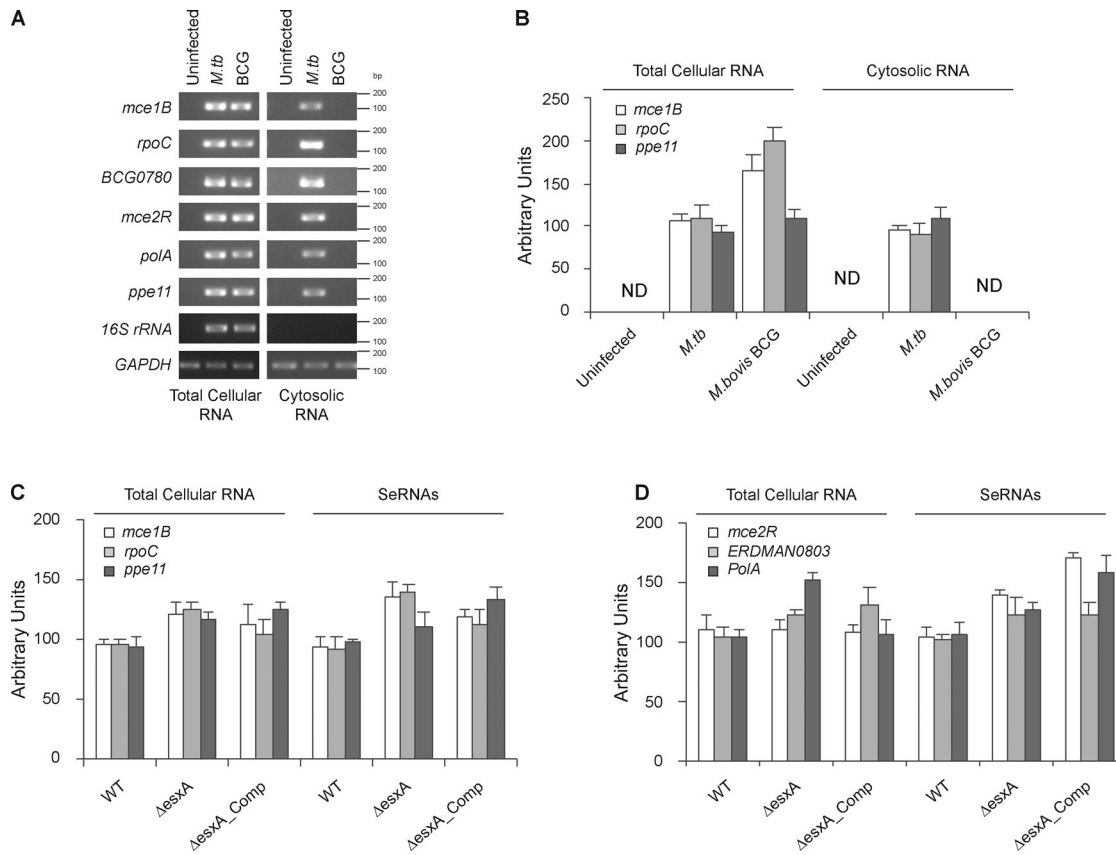 A
Uninfected
M.tb
BCG
Uninfected
M.tb
BCG
bp
mce1B
200
100
rpoC
200
100
BCG0780
200
100
mce2R
200
100
polA
200
100
ppe11
200
100
16S rRNA
200
100
GAPDH
200
100
Total Cellular
RNA
Cytosolic
RNA
B
Total Cellular RNA
Cytosolic RNA
Arbitrary Units
250
200
150
100
50
0
mce1B
rpoC
ppe11
ND
ND
ND
Uninfected
M.tb
M.bovis BCG
Uninfected
M.tb
M.bovis BCG
C
Total Cellular RNA
SeRNAs
Arbitrary Units
200
150
100
50
0
mce1B
rpoC
ppe11
WT
ΔesxA
ΔesxA_Comp
WT
ΔesxA
ΔesxA_Comp
D
Total Cellular RNA
SeRNAs
Arbitrary Units
200
150
100
50
0
mce2R
ERDMAN0803
PolA
WT
ΔesxA
ΔesxA_Comp
WT
ΔesxA
ΔesxA_Comp